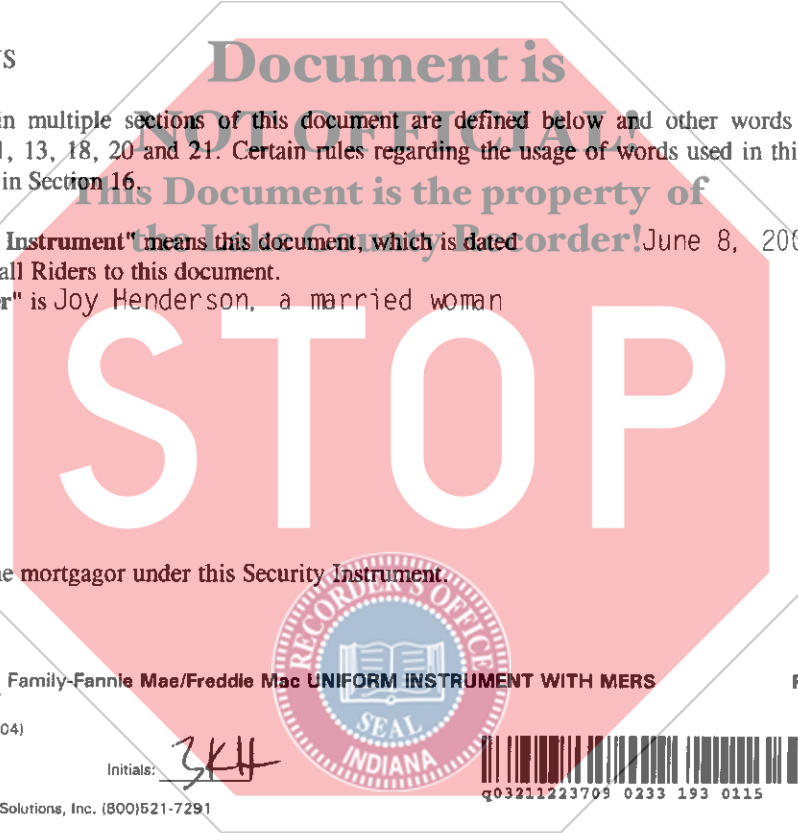 Document is
NOT OFFICIAL!
This Document is the property of
the Lake County Recorder!
in multiple sections of this document are defined below and other words
, 13, 18, 20 and 21. Certain rules regarding the usage of words used in thi
in Section 16.
Instrument" means this document, which is dated June 8, 200
all Riders to this document.
r" is Joy Henderson, a married woman
STOP
e mortgagor under this Security Instrument.
RECORDER'S OFFICE
SEAL
INDIANA
Family-Fannie Mae/Freddie Mac UNIFORM INSTRUMENT WITH MERS
04)
Initials:
q03211223709 0233 193 0115
Solutions, Inc. (800)521-7291